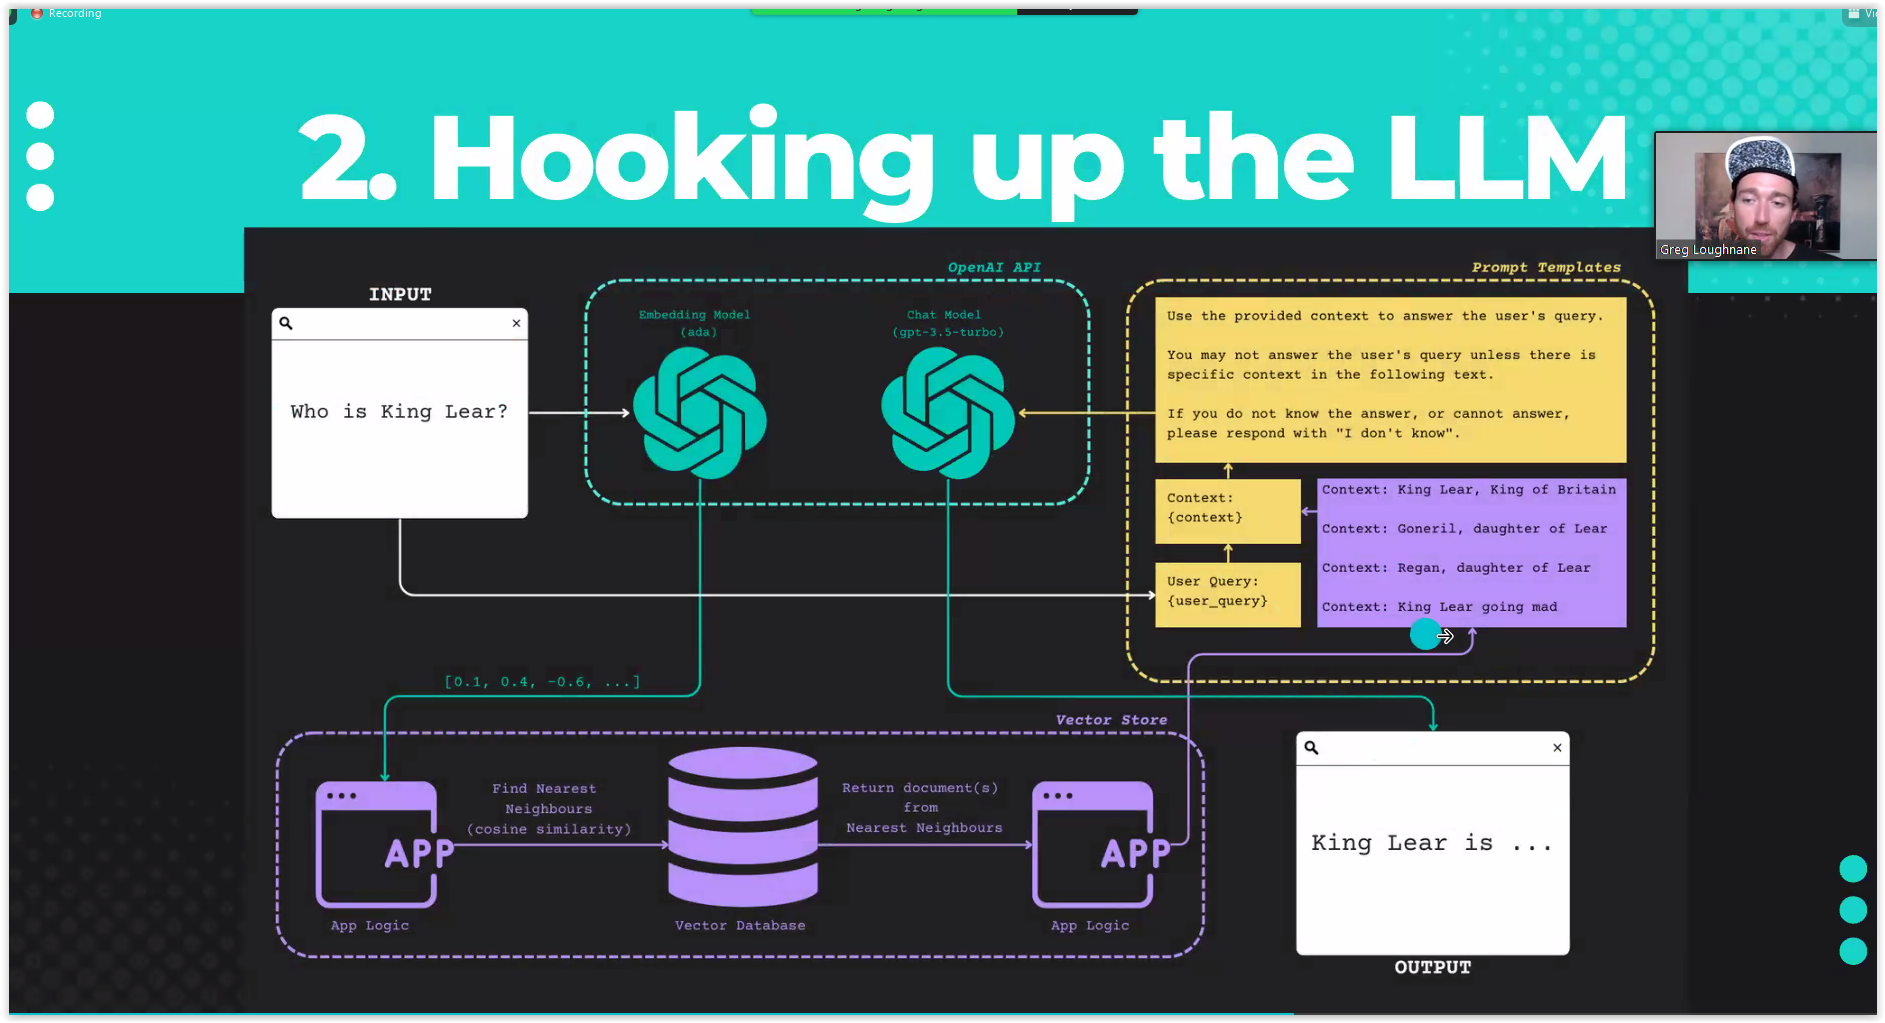 Recording
2. Hooking up the LLM
Greg Loughnane
INPUT
Who is King Lear?
OpenAI API
Embedding Model
(ada)
Chat Model
(gpt-3.5-turbo)
Prompt Templates
Use the provided context to answer the user's query.
You may not answer the user's query unless there is
specific context in the following text.
If you do not know the answer, or cannot answer,
please respond with "I don't know".
Context:
{context}
User Query:
{user_query}
Context: King Lear, King of Britain
Context: Goneril, daughter of Lear
Context: Regan, daughter of Lear
Context: King Lear going mad
[0.1, 0.4, -0.6, ...]
Vector Store
APP
App Logic
Find Nearest
Neighbours
(cosine similarity)
Vector Database
Return document(s)
from
Nearest Neighbours
APP
App Logic
King Lear is ...
OUTPUT